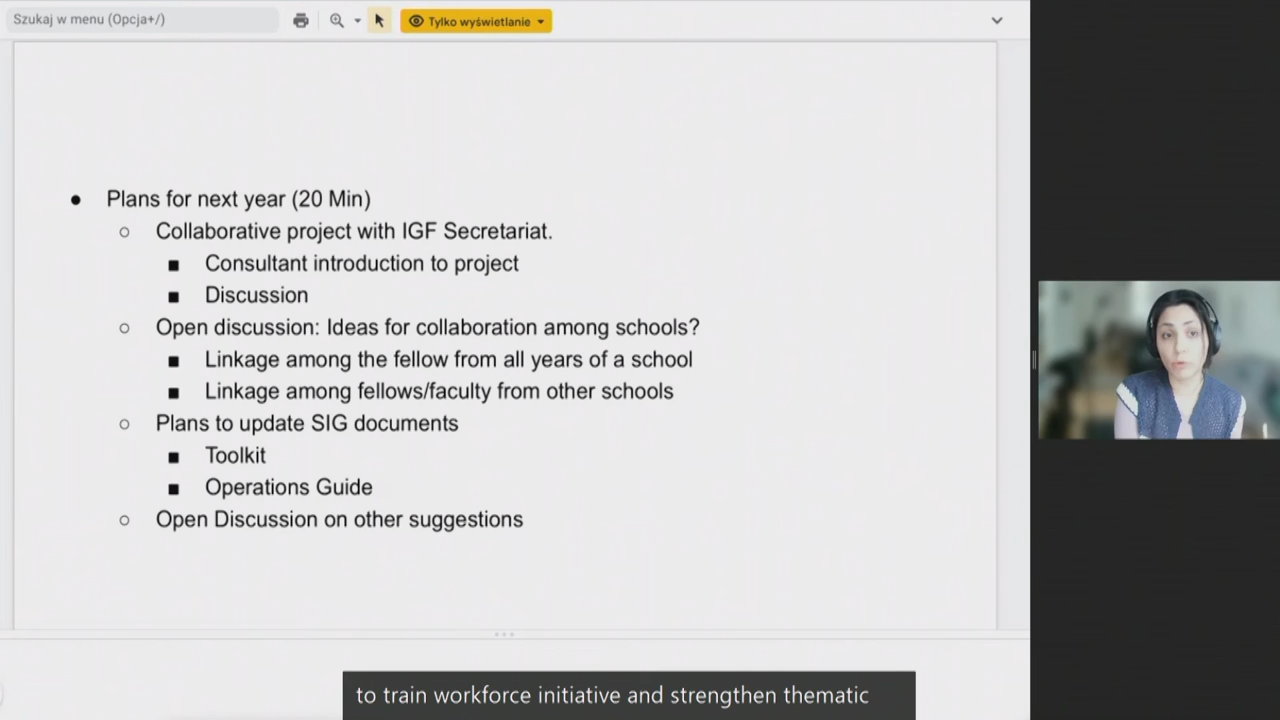 Szukaj w menu (Opcja+/)
Tylko wyświetlanie
● Plans for next year (20 Min)
○ Collaborative project with IGF Secretariat.
■ Consultant introduction to project
■ Discussion
○ Open discussion: Ideas for collaboration among schools?
■ Linkage among the fellow from all years of a school
■ Linkage among fellows/faculty from other schools
○ Plans to update SIG documents
■ Toolkit
■ Operations Guide
○ Open Discussion on other suggestions
to train workforce initiative and strengthen thematic